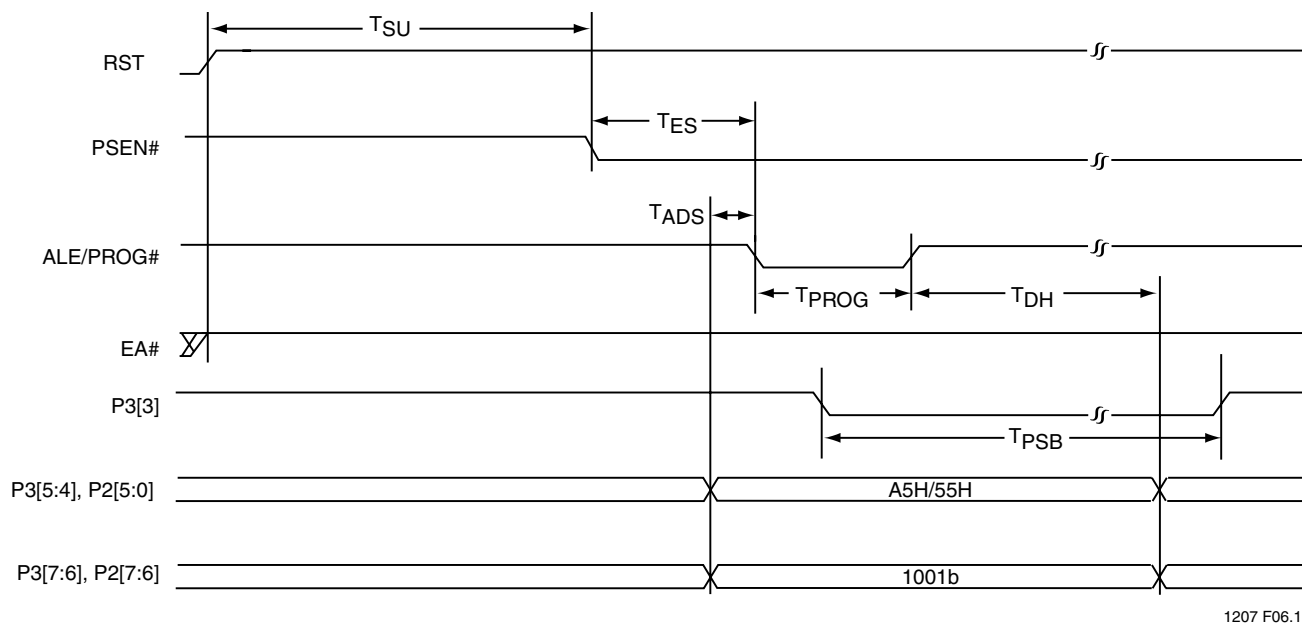 TSU
RST
TES
PSEN#
TADS
ALE/PROG#
TPROG
TDH
EA#
P3[3]
TPSB
P3[5:4], P2[5:0]
A5H/55H
P3[7:6], P2[7:6]
1001b
1207 F06.1